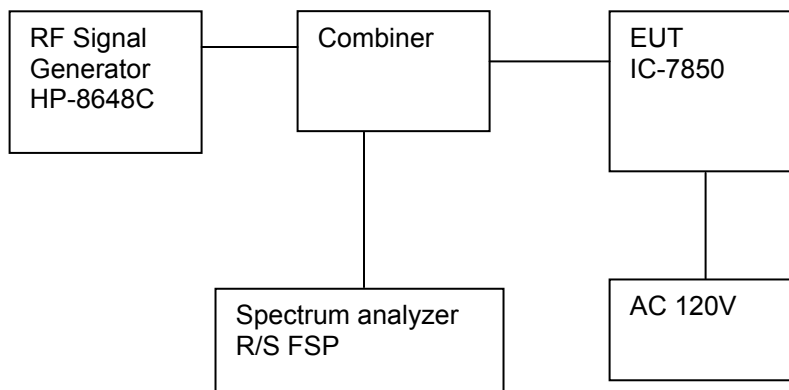 RF Signal
Generator
HP-8648C
Combiner
EUT
IC-7850
Spectrum analyzer
R/S FSP
AC 120V